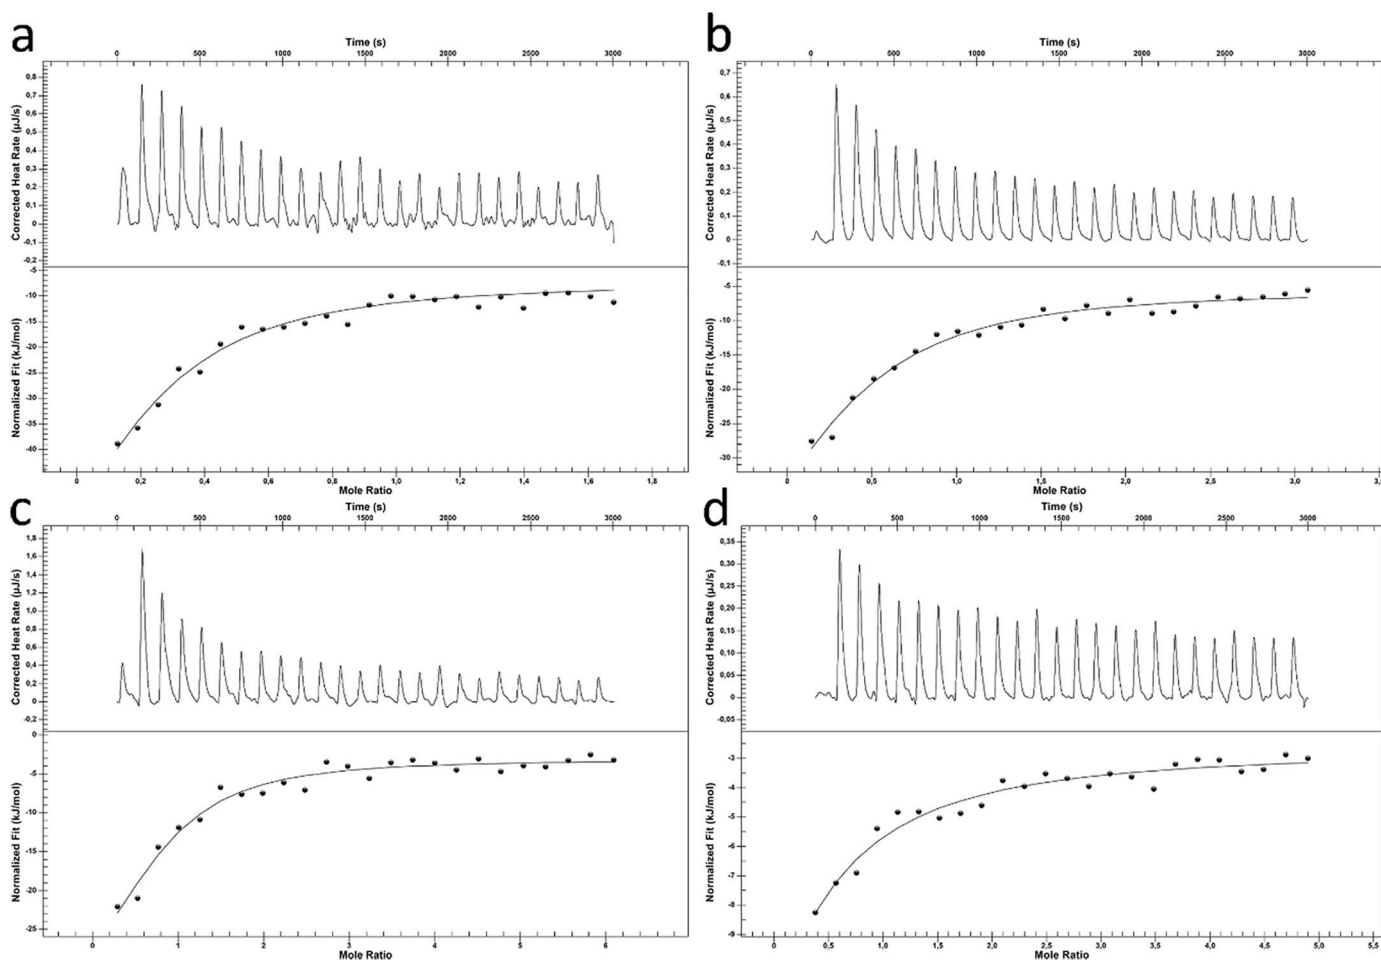 a
Time (s)
0 500 1000 1500 2000 2500 3000
Corrected Heat Rate (µJ/s)
0,8
0,7
0,6
0,5
0,4
0,3
0,2
0,1
0
-0,1
-0,2
Normalized Fit (kJ/mol)
-5
-10
-15
-20
-25
-30
-35
-40
0 0,2 0,4 0,6 0,8 1,0 1,2 1,4 1,6 1,8
Mole Ratio
b
Time (s)
0 500 1000 1500 2000 2500 3000
Corrected Heat Rate (µJ/s)
0,7
0,6
0,5
0,4
0,3
0,2
0,1
0
-0,1
Normalized Fit (kJ/mol)
-5
-10
-15
-20
-25
-30
0 0,5 1,0 1,5 2,0 2,5 3,0
Mole Ratio
c
Time (s)
0 500 1000 1500 2000 2500 3000
Corrected Heat Rate (µJ/s)
1,8
1,6
1,4
1,2
1,0
0,8
0,6
0,4
0,2
0
-0,2
Normalized Fit (kJ/mol)
0
-5
-10
-15
-20
-25
0 1 2 3 4 5 6
Mole Ratio
d
Time (s)
0 500 1000 1500 2000 2500 3000
Corrected Heat Rate (µJ/s)
0,35
0,30
0,25
0,20
0,15
0,10
0,05
0
-0,05
Normalized Fit (kJ/mol)
-3
-4
-5
-6
-7
-8
-9
0 0,5 1,0 1,5 2,0 2,5 3,0 3,5 4,0 4,5 5,0 5,5
Mole Ratio